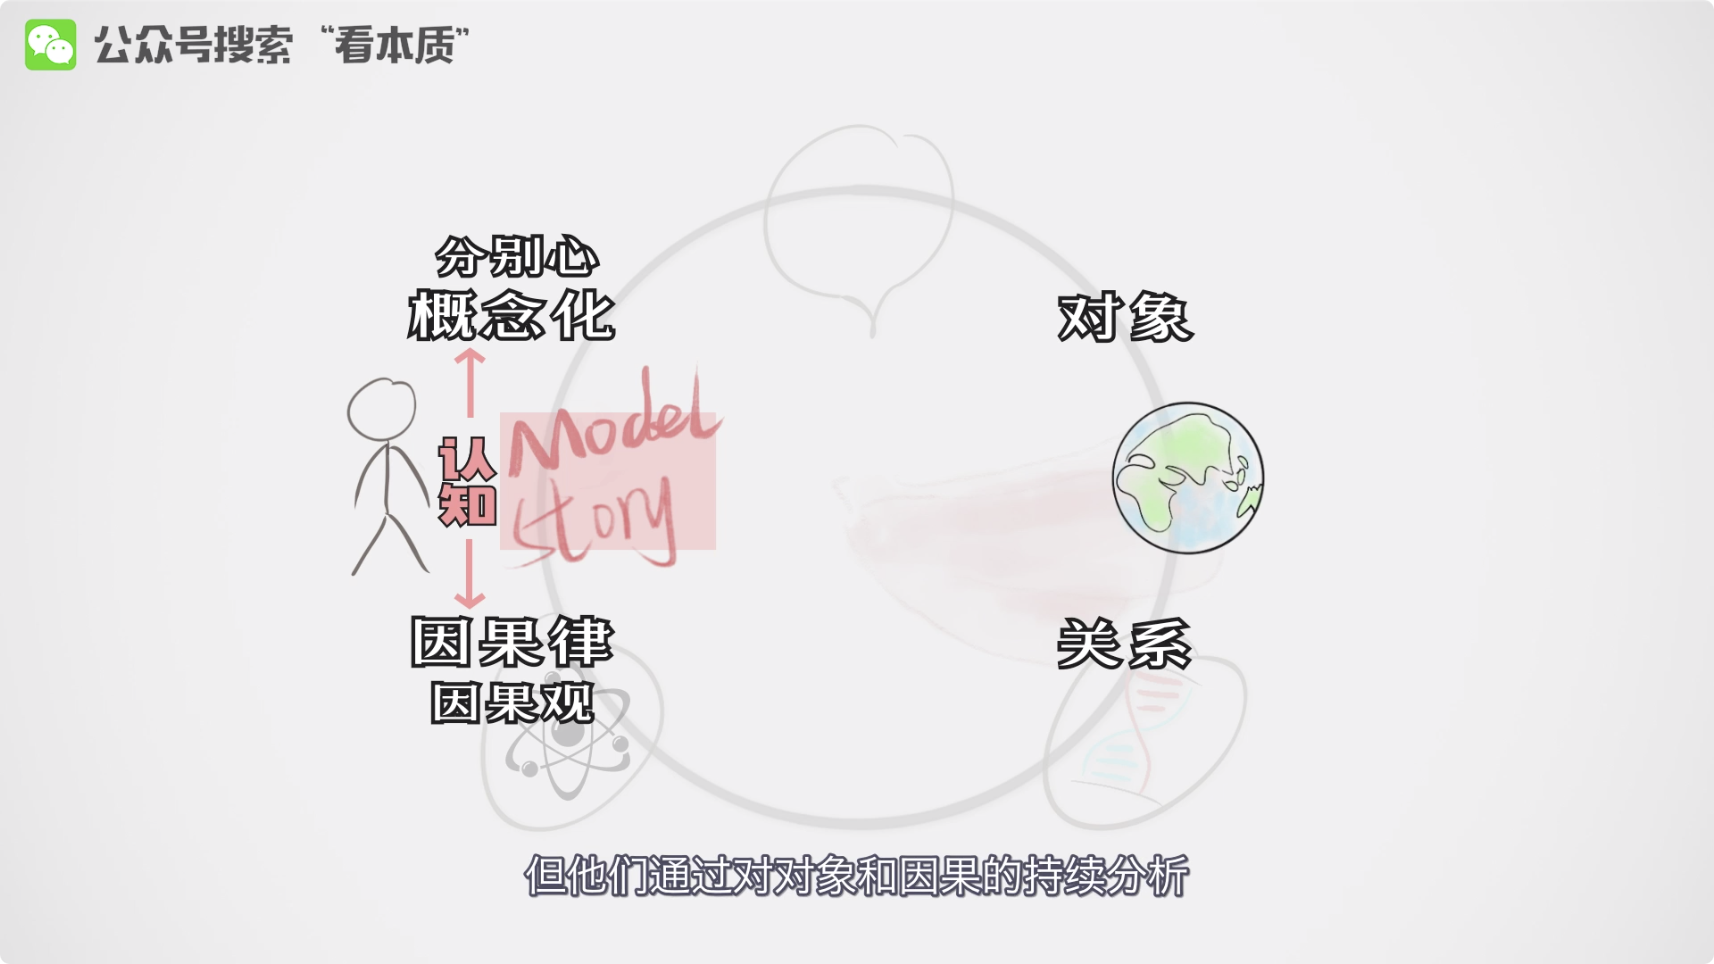 公众号搜索 “看本质”
分别心
概念化
对象
认知
Model
Story
因果律
关系
因果观
但他们通过对对象和因果的持续分析